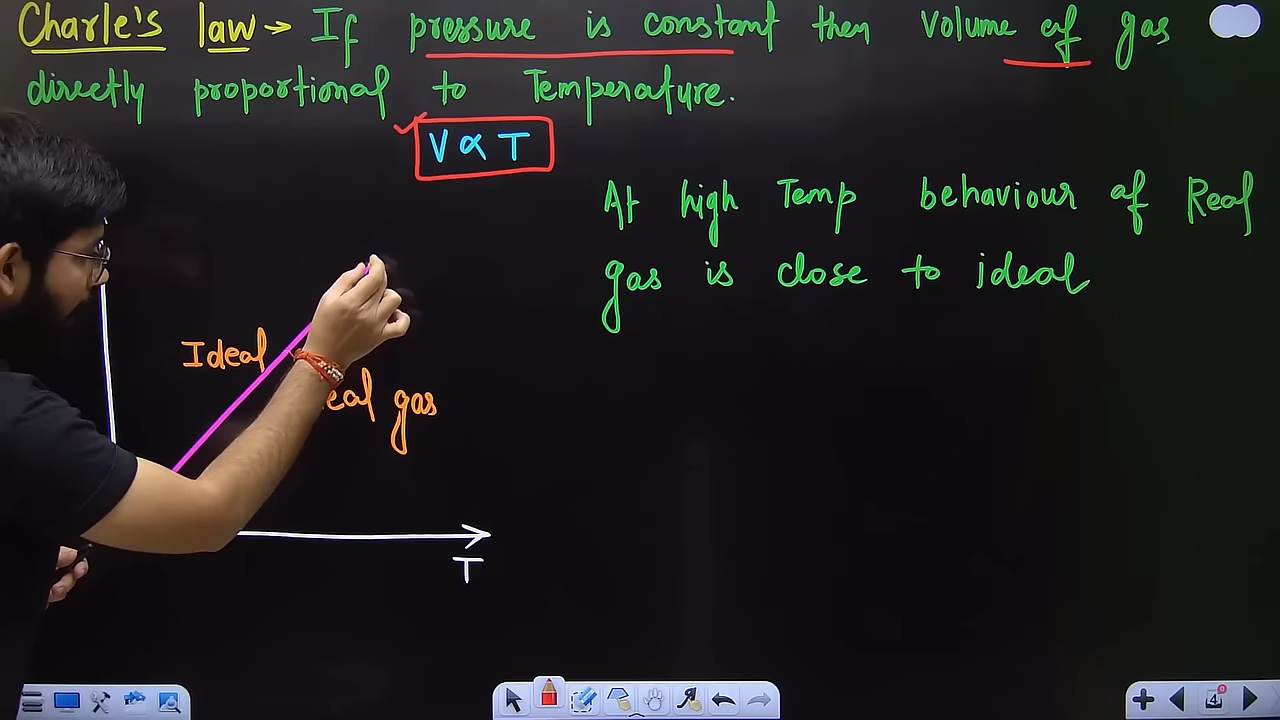 Charle's law → If pressure is constant then volume of gas
directly proportional to Temperature.
V ∝ T
At high Temp behaviour of Real
gas is close to ideal
Ideal
gas
T
4